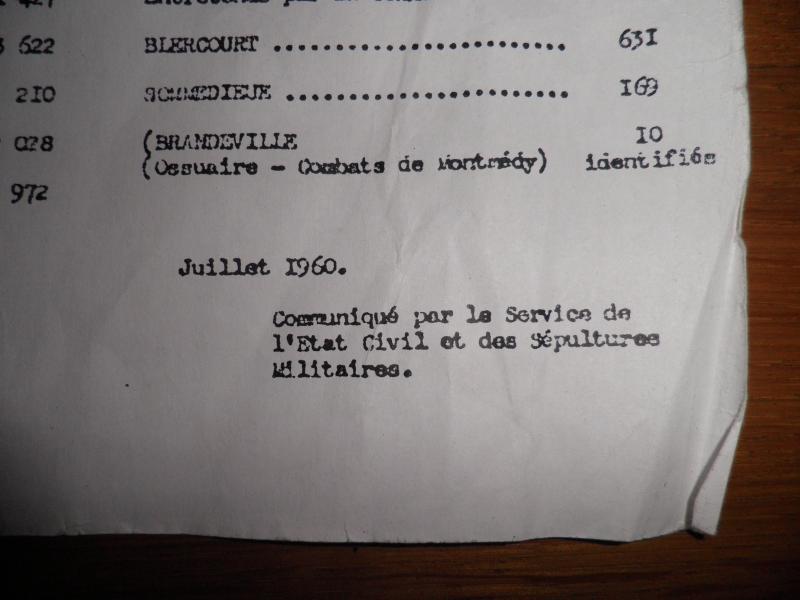 622 BLERCOURT ........................ 631
210 SOMMEDIEUE ....................... 169
028 (BRANDEVILLE 10
(Ossuaire - Combats de Montmédy) identifiés
972
Juillet 1960.
Communiqué par le Service de
l'Etat Civil et des Sépultures
Militaires.